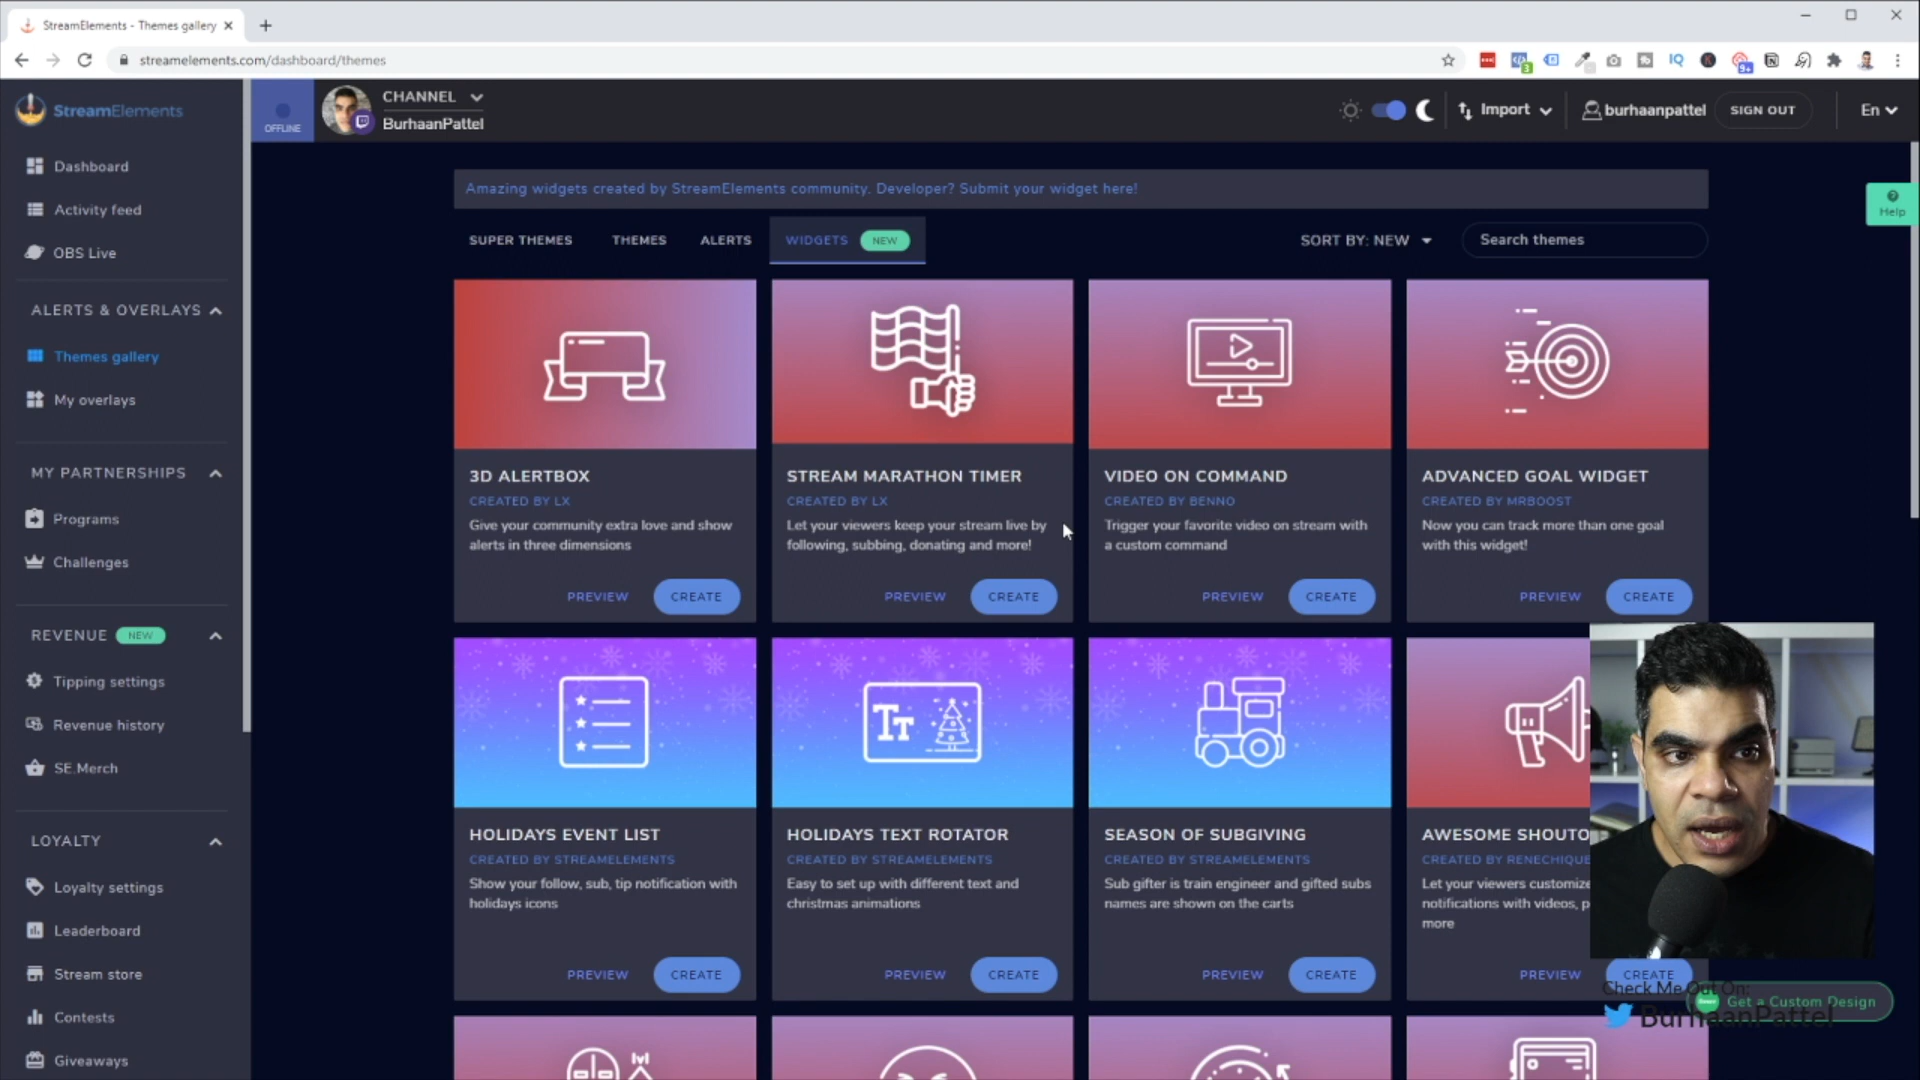 StreamElements - Themes gallery
streamelements.com/dashboard/themes
StreamElements
OFFLINE
CHANNEL
BurhaanPattel
Import
burhaanpattel
SIGN OUT
En
Dashboard
Activity feed
OBS Live
ALERTS & OVERLAYS
Themes gallery
My overlays
MY PARTNERSHIPS
Programs
Challenges
REVENUE NEW
Tipping settings
Revenue history
SE.Merch
LOYALTY
Loyalty settings
Leaderboard
Stream store
Contests
Giveaways
Amazing widgets created by StreamElements community. Developer? Submit your widget here!
Help
SUPER THEMES THEMES ALERTS WIDGETS NEW SORT BY: NEW Search themes
3D ALERTBOX
CREATED BY LX
Give your community extra love and show
alerts in three dimensions
PREVIEW CREATE
STREAM MARATHON TIMER
CREATED BY LX
Let your viewers keep your stream live by
following, subbing, donating and more!
PREVIEW CREATE
VIDEO ON COMMAND
CREATED BY BENNO
Trigger your favorite video on stream with
a custom command
PREVIEW CREATE
ADVANCED GOAL WIDGET
CREATED BY MRBOOST
Now you can track more than one goal
with this widget!
PREVIEW CREATE
HOLIDAYS EVENT LIST
CREATED BY STREAMELEMENTS
Show your follow, sub, tip notification with
holidays icons
PREVIEW CREATE
Tt
HOLIDAYS TEXT ROTATOR
CREATED BY STREAMELEMENTS
Easy to set up with different text and
christmas animations
PREVIEW CREATE
SEASON OF SUBGIVING
CREATED BY STREAMELEMENTS
Sub gifter is train engineer and gifted subs
names are shown on the carts
PREVIEW CREATE
AWESOME SHOUTO
CREATED BY RENECHIQUE
Let your viewers customize
notifications with videos, p
more
PREVIEW CREATE
Check Me Out On:
BurhaanPattel
Get a Custom Design
lvl